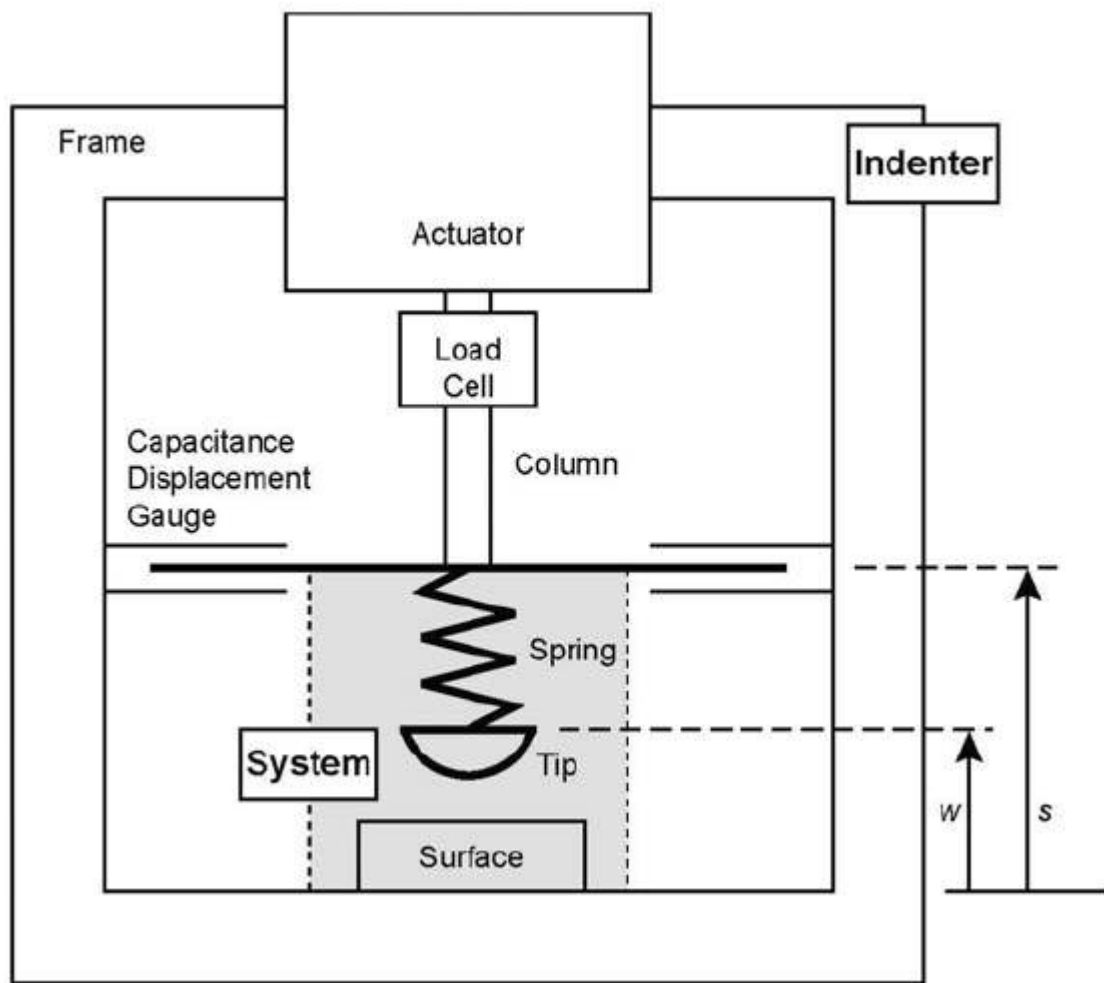 Frame
Indenter
Actuator
Load
Cell
Capacitance
Displacement
Gauge
Column
Spring
System
Tip
w
s
Surface